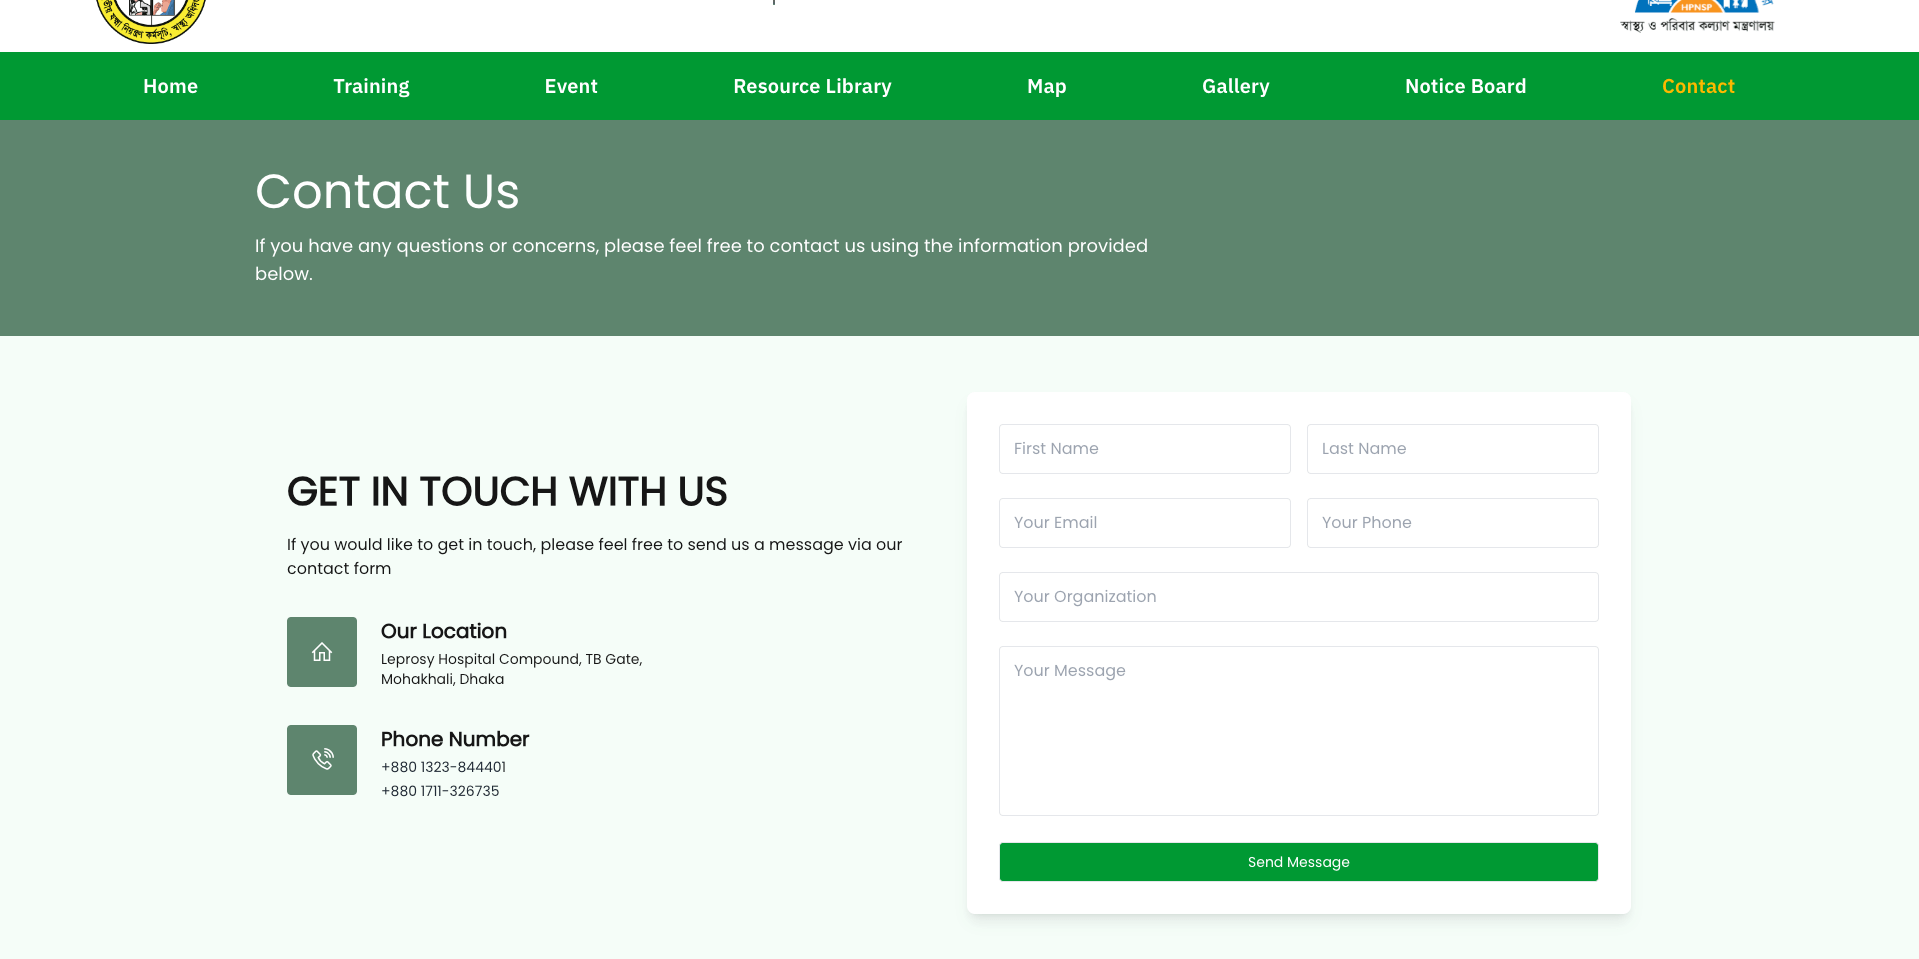 HPNSP
স্বাস্থ্য ও পরিবার কল্যাণ মন্ত্রণালয়
নিয়ন্ত্রণ কর্মসূচি, স্বাস্থ্য
Home Training Event Resource Library Map Gallery Notice Board Contact
Contact Us
If you have any questions or concerns, please feel free to contact us using the information provided
below.
GET IN TOUCH WITH US
If you would like to get in touch, please feel free to send us a message via our
contact form
Our Location
Leprosy Hospital Compound, TB Gate,
Mohakhali, Dhaka
Phone Number
+880 1323-844401
+880 1711-326735
First Name Last Name
Your Email Your Phone
Your Organization
Your Message
Send Message